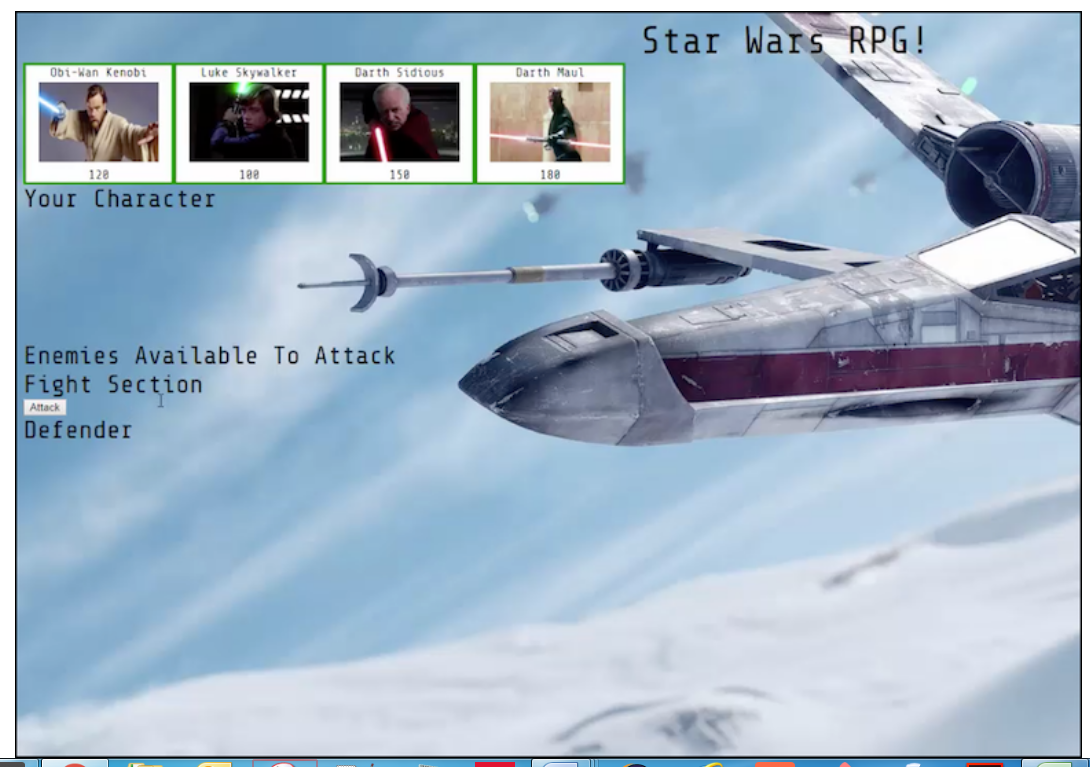 Star Wars RPG!
Obi-Wan Kenobi
Luke Skywalker
Darth Sidious
Darth Maul
120
100
150
180
Your Character
Enemies Available To Attack
Fight Section
Attack
Defender